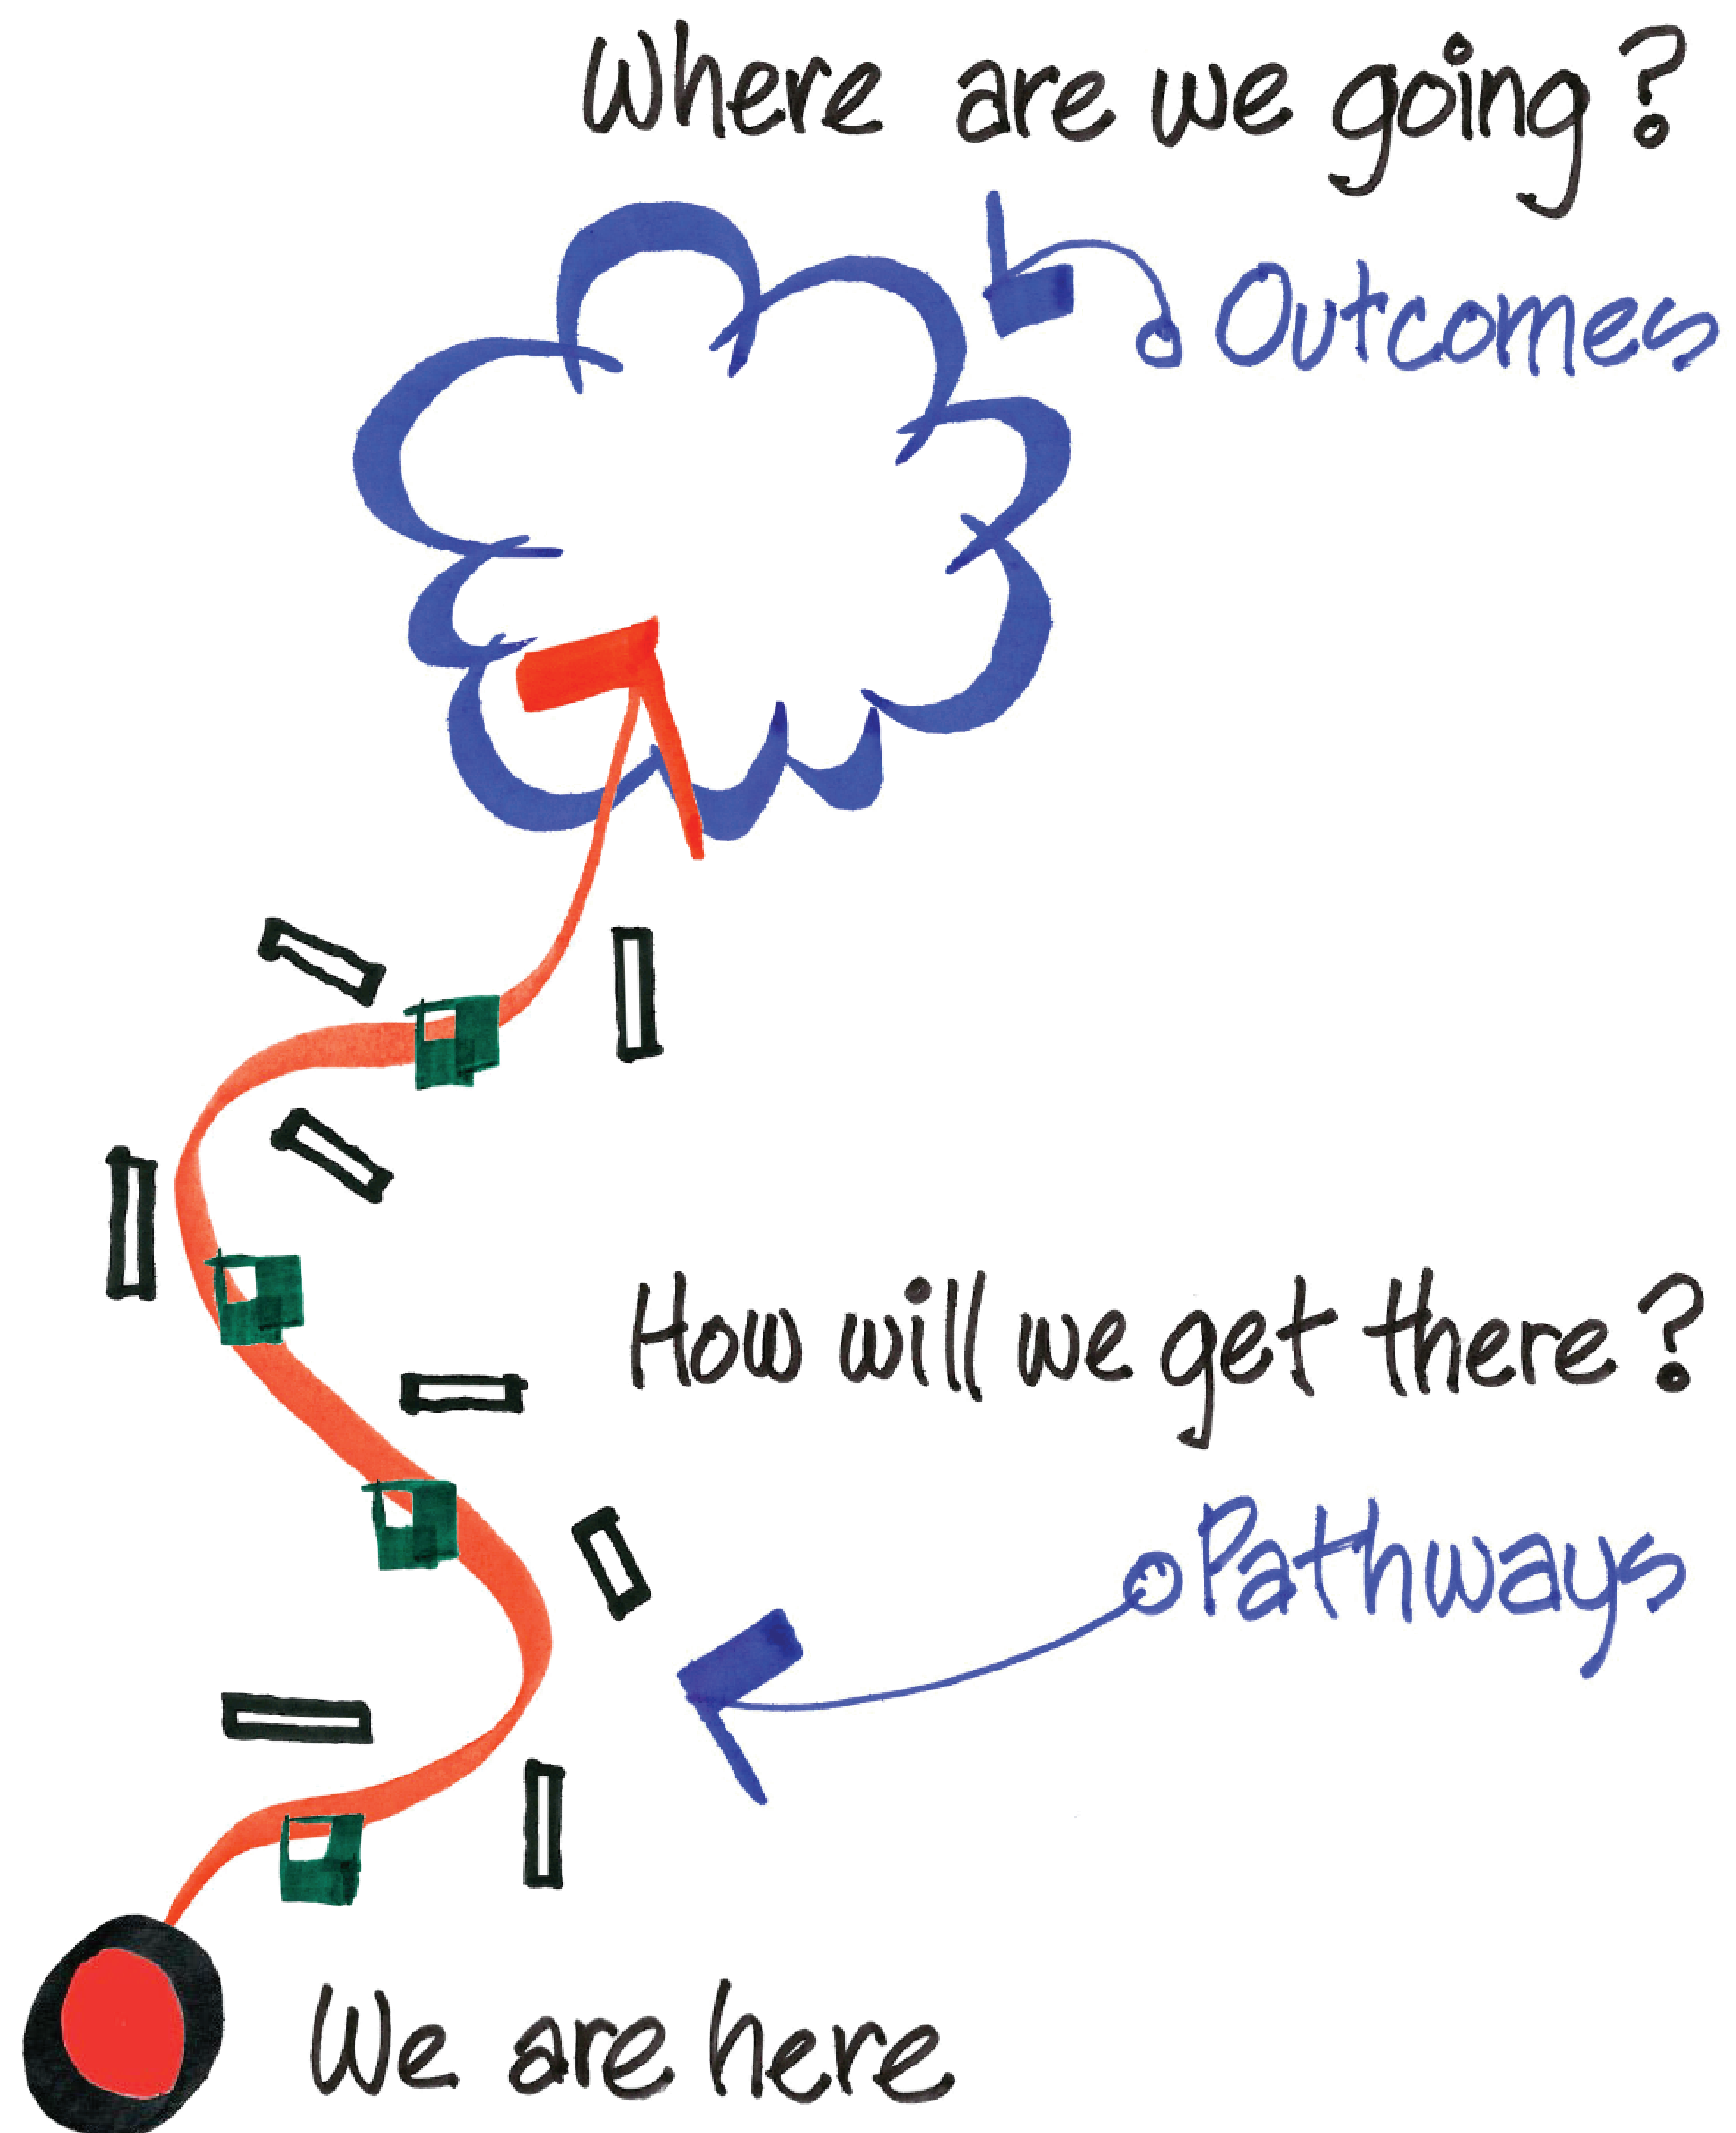 Where are we going?
Outcomes
How will we get there?
Pathways
We are here